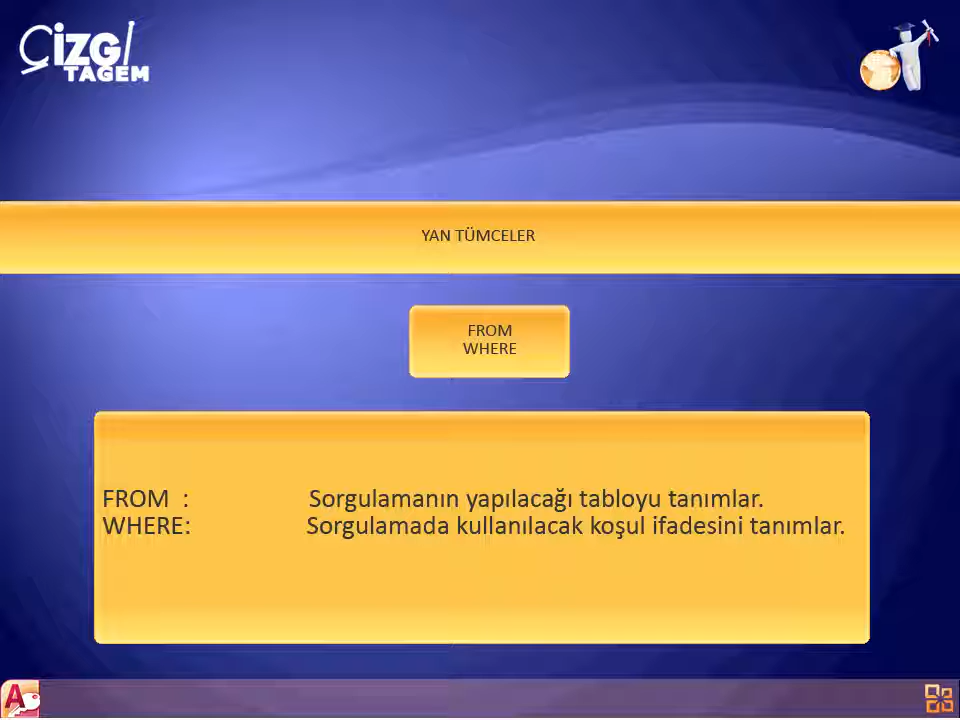 ÇİZGİ
TAGEM
YAN TÜMCELER
FROM
WHERE
FROM : Sorgulamanın yapılacağı tabloyu tanımlar.
WHERE: Sorgulamada kullanılacak koşul ifadesini tanımlar.
A